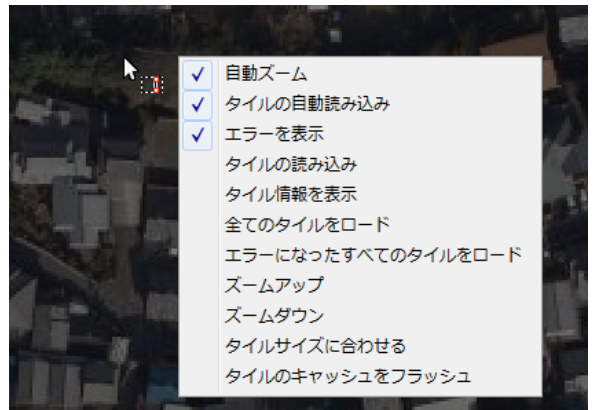 自動ズーム
タイルの自動読み込み
エラーを表示
タイルの読み込み
タイル情報を表示
全てのタイルをロード
エラーになったすべてのタイルをロード
ズームアップ
ズームダウン
タイルサイズに合わせる
タイルのキャッシュをフラッシュ